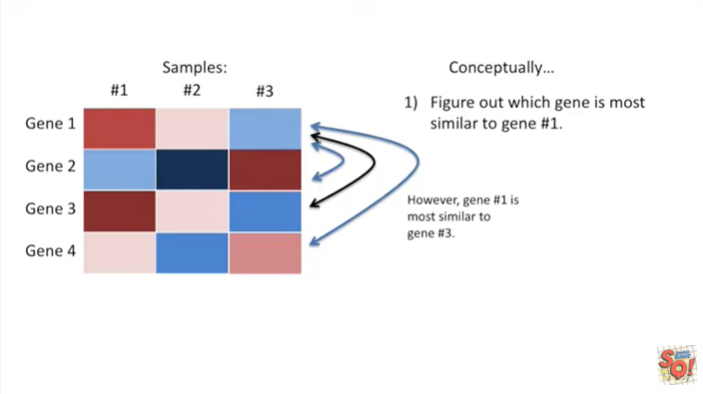 Samples:
#1 #2 #3
Gene 1
Gene 2
Gene 3
Gene 4
Conceptually...
1) Figure out which gene is most
similar to gene #1.
However, gene #1 is
most similar to
gene #3.
SQ!